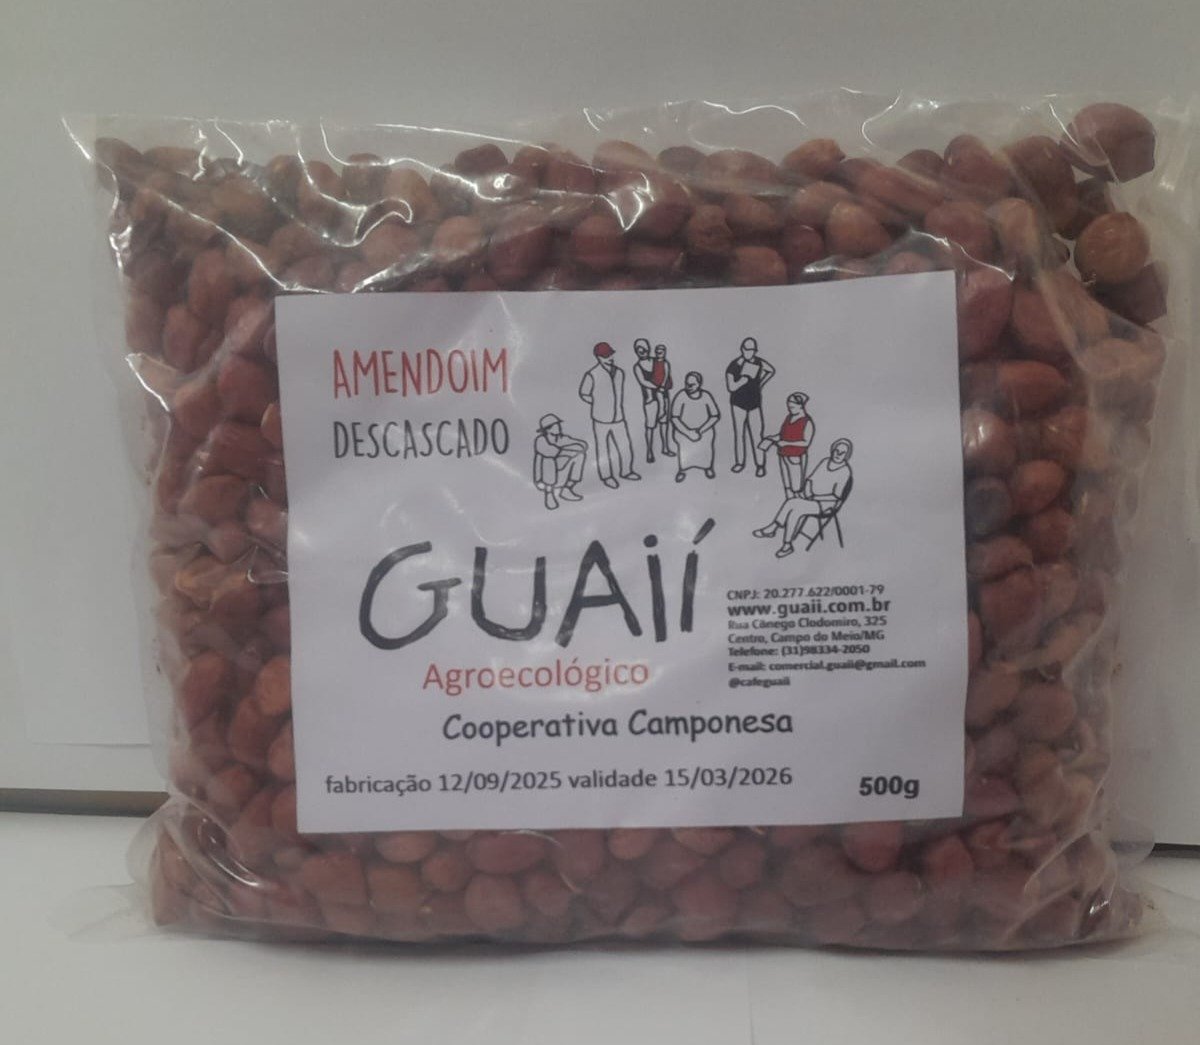 AMENDOIM
DESCASCADO
GUAií
Agroecológico
Cooperativa Camponesa
CNPJ: 20.277.622/0001-79
www.guaii.com.br
Rua Cônego Clodomiro, 325
Centro, Campo do Meio/MG
Telefone: (31)98334-2050
E-mail: comercial.guaii@gmail.com
@cafeguaii
fabricação 12/09/2025 validade 15/03/2026
500g